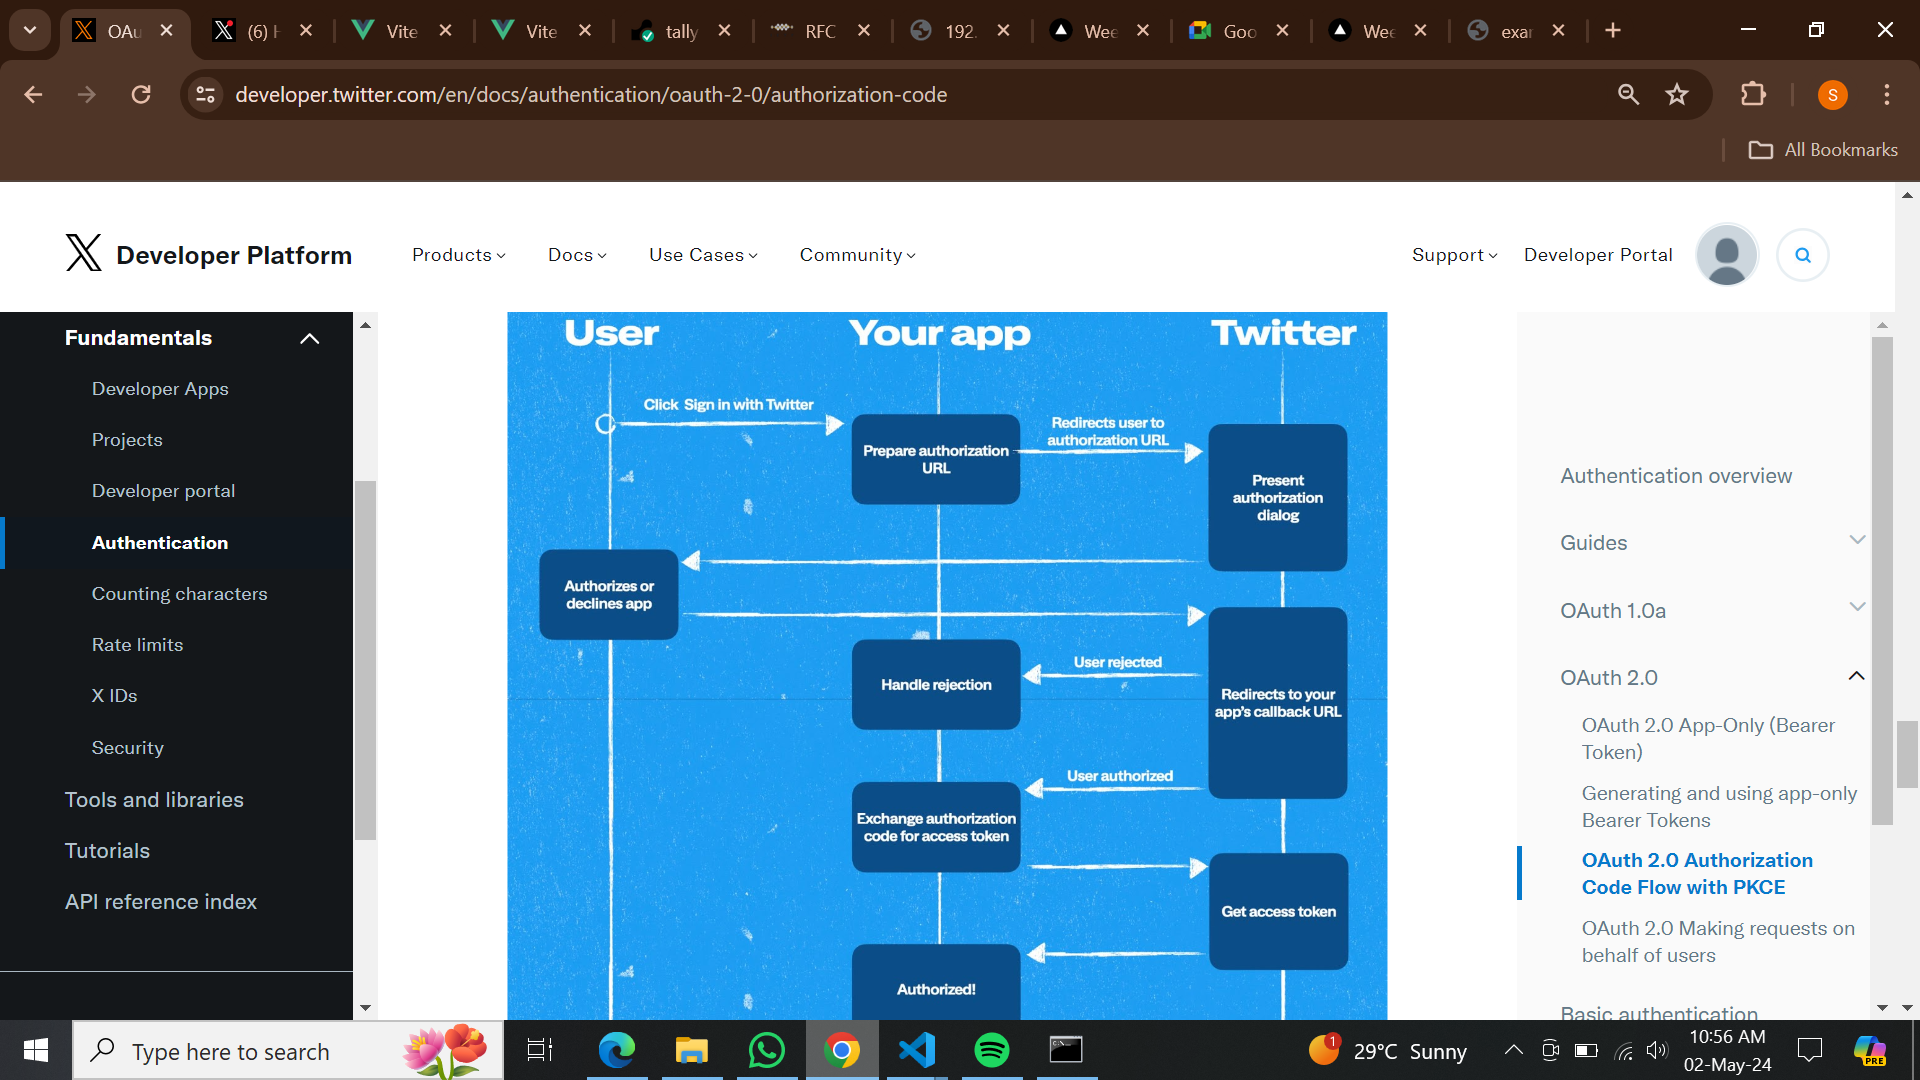 OAu
(6) F
Vite
Vite
tally
RFC
192.
Wee
Goo
Wee
exar
developer.twitter.com/en/docs/authentication/oauth-2-0/authorization-code
S
All Bookmarks
X Developer Platform
Products
Docs
Use Cases
Community
Support
Developer Portal
Fundamentals
Developer Apps
Projects
Developer portal
Authentication
Counting characters
Rate limits
X IDs
Security
Tools and libraries
Tutorials
API reference index
User
Your app
Twitter
Click Sign in with Twitter
Prepare authorization
URL
Redirects user to
authorization URL
Present
authorization
dialog
Authorizes or
declines app
User rejected
Handle rejection
Redirects to your
app's callback URL
User authorized
Exchange authorization
code for access token
Get access token
Authorized!
Authentication overview
Guides
OAuth 1.0a
OAuth 2.0
OAuth 2.0 App-Only (Bearer
Token)
Generating and using app-only
Bearer Tokens
OAuth 2.0 Authorization
Code Flow with PKCE
OAuth 2.0 Making requests on
behalf of users
Basic authentication
Type here to search
1
29°C Sunny
10:56 AM
02-May-24
PRE